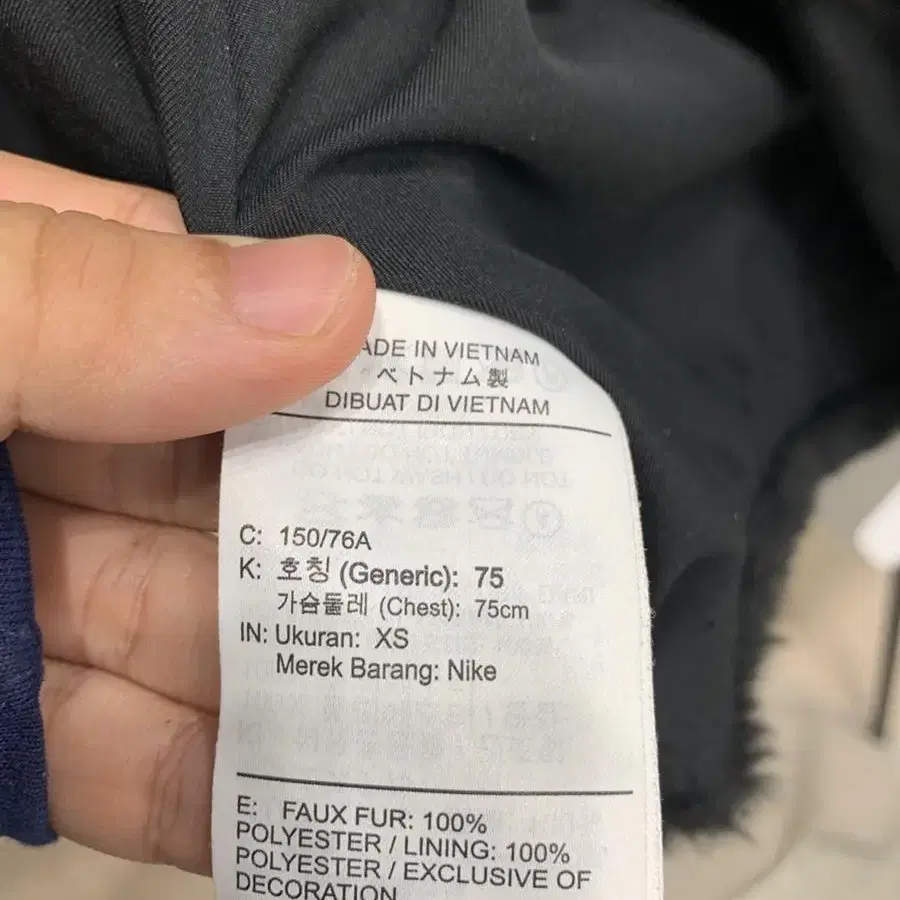 ADE IN VIETNAM
ベトナム製
DIBUAT DI VIETNAM
C: 150/76A
K: 호칭 (Generic): 75
가슴둘레 (Chest): 75cm
IN: Ukuran: XS
Merek Barang: Nike
E: FAUX FUR: 100%
POLYESTER / LINING: 100%
POLYESTER / EXCLUSIVE OF
DECORATION